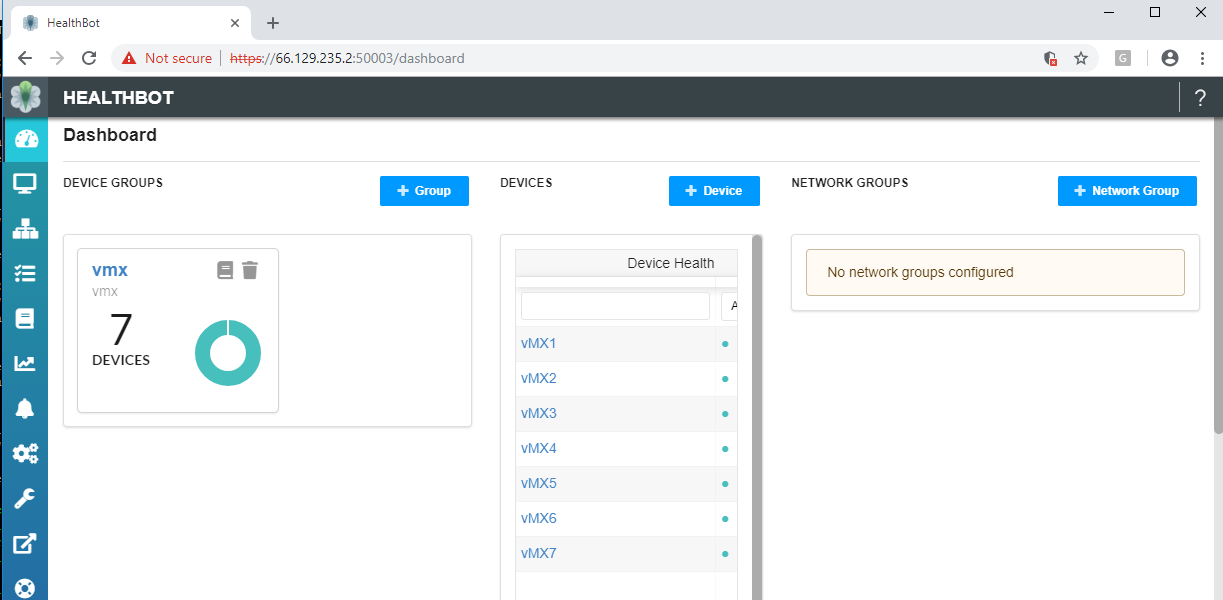 HealthBot
Not secure
https://66.129.235.2:50003/dashboard
G
HEALTHBOT
?
Dashboard
DEVICE GROUPS
+ Group
DEVICES
+ Device
NETWORK GROUPS
+ Network Group
vmx
vmx
7
DEVICES
Device Health
A
vMX1
vMX2
vMX3
vMX4
vMX5
vMX6
vMX7
No network groups configured